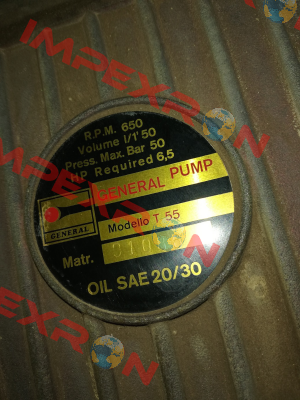 R.P.M. 650
Volume l/1' 50
Press. Max. Bar 50
HP Required 6,5
GENERAL PUMP
GENERAL
Modello T 55
Matr.
OIL SAE 20/30
IMPEXRON
IMPEXRON
IMPEXRON